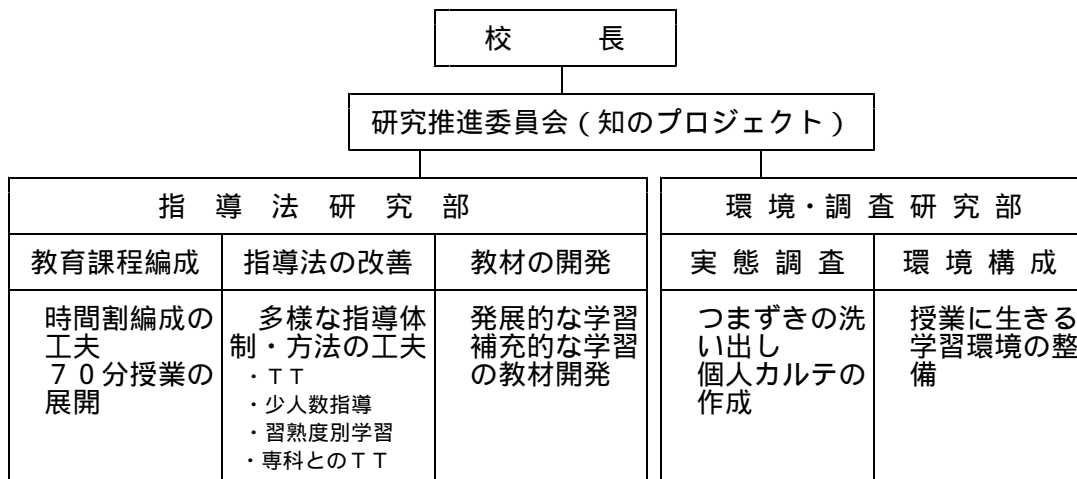 校　　長
研究推進委員会（知のプロジェクト）
指　導　法　研　究　部
環 境・調 査 研 究 部
教育課程編成
指導法の改善
教材の開発
実 態 調 査
環 境 構 成
時間割編成の
工夫
７０分授業の
展開
多様な指導体
制・方法の工夫
・ＴＴ
・少人数指導
・習熟度別学習
・専科とのＴＴ
発展的な学習
補充的な学習
の教材開発
つまずきの洗
い出し
個人カルテの
作成
授業に生きる
学習環境の整
備